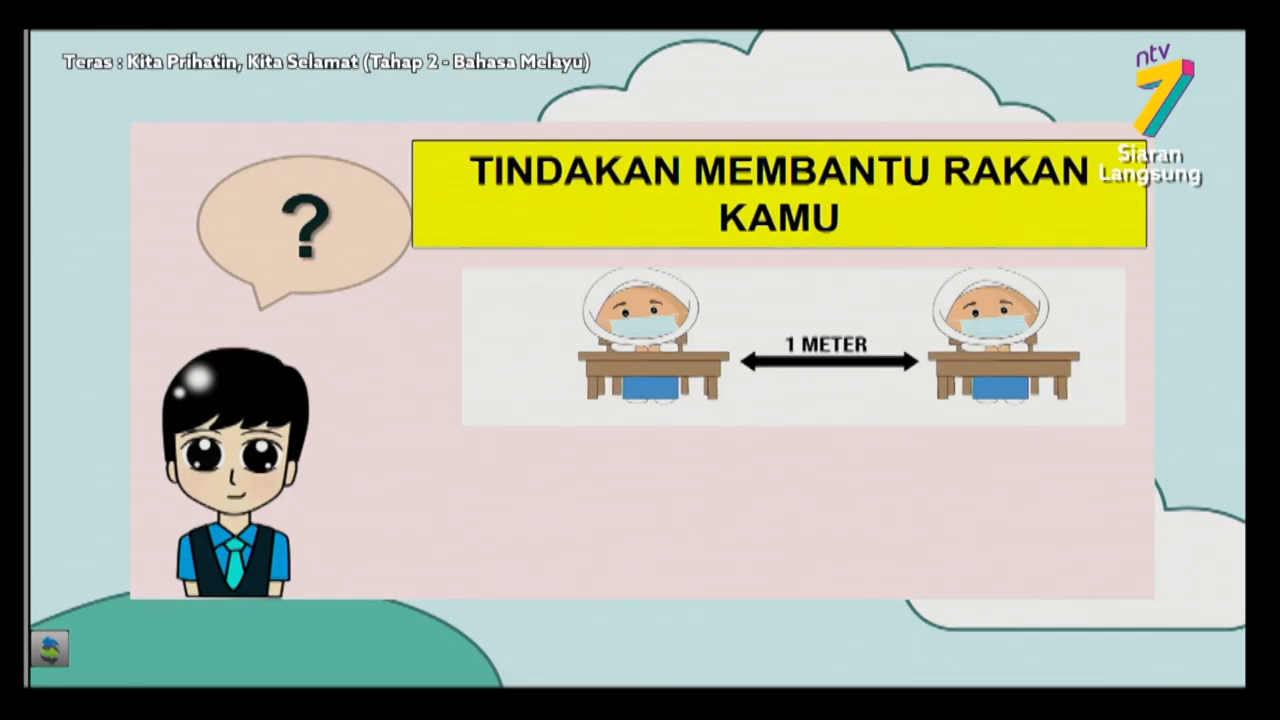 Teras : Kita Prihatin, Kita Selamat (Tahap 2 - Bahasa Melayu)
ntv
7
Siaran
Langsung
?
TINDAKAN MEMBANTU RAKAN
KAMU
1 METER